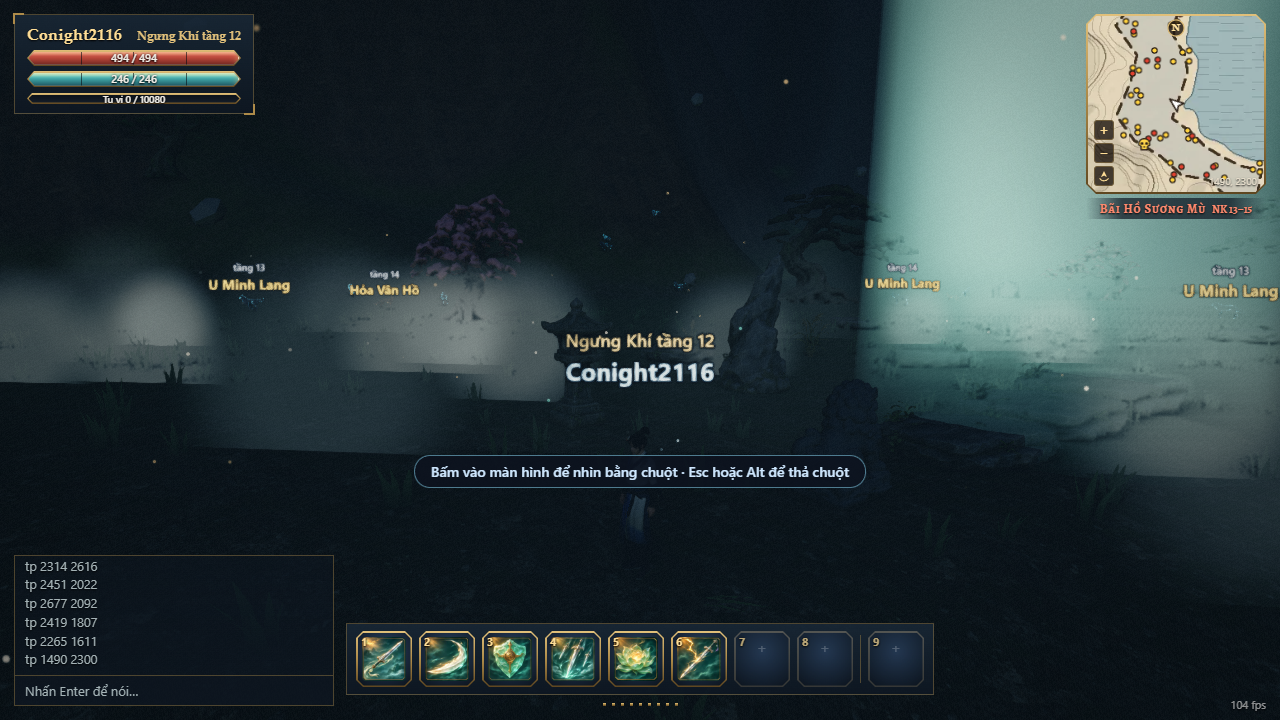 Conight2116 Ngưng Khí tầng 12
494 / 494
246 / 246
Tu vi 0 / 10080
N
+
−
1490, 2300
Bãi Hồ Sương Mù NK 13–15
tầng 13
U Minh Lang
tầng 14
Hỏa Vân Hồ
tầng 14
U Minh Lang
tầng 13
U Minh Lang
Ngưng Khí tầng 12
Conight2116
Bấm vào màn hình để nhìn bằng chuột · Esc hoặc Alt để thả chuột
tp 2314 2616
tp 2451 2022
tp 2677 2092
tp 2419 1807
tp 2265 1611
tp 1490 2300
Nhấn Enter để nói...
1 2 3 4 5 6 7 8 9
+ + +
104 fps